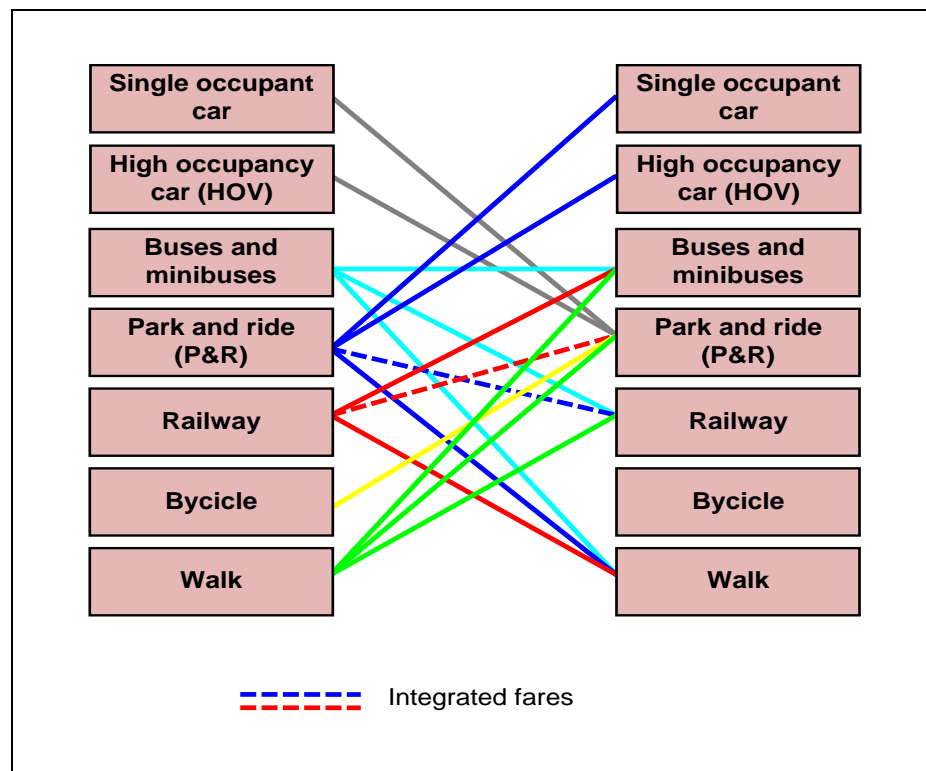 Single occupant
car
High occupancy
car (HOV)
Buses and
minibuses
Park and ride
(P&R)
Railway
Bycicle
Walk
Single occupant
car
High occupancy
car (HOV)
Buses and
minibuses
Park and ride
(P&R)
Railway
Bycicle
Walk
Integrated fares